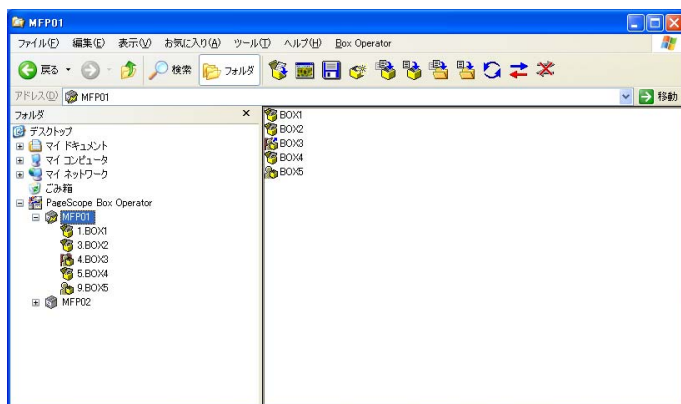 MFP01
ファイル(F) 編集(E) 表示(V) お気に入り(A) ツール(T) ヘルプ(H) Box Operator
戻る 検索 フォルダ
アドレス(D) MFP01 移動
フォルダ ×
デスクトップ
マイ ドキュメント
マイ コンピュータ
マイ ネットワーク
ごみ箱
PageScope Box Operator
MFP01
1.BOX1
3.BOX2
4.BOX3
5.BOX4
9.BOX5
MFP02
BOX1
BOX2
BOX3
BOX4
BOX5